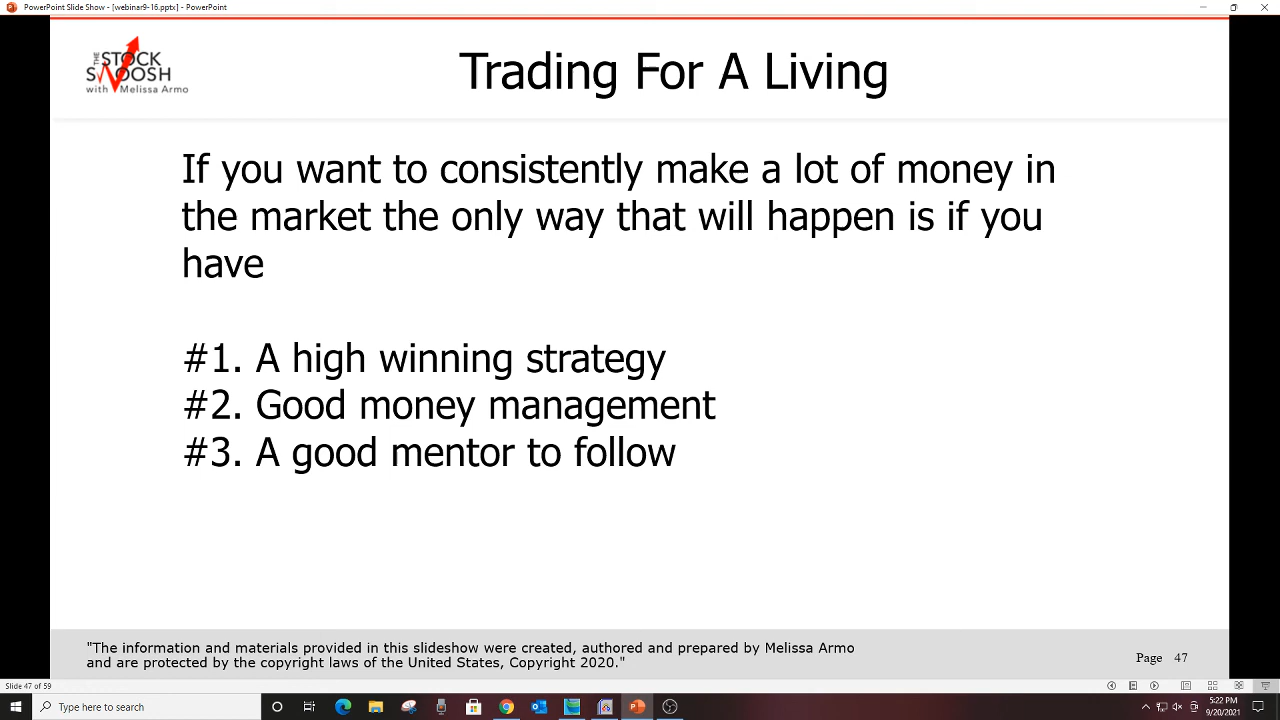 PowerPoint Slide Show - [webinar9-16.pptx] - PowerPoint
THE
STOCK
SWOOSH
with Melissa Armo
Trading For A Living
If you want to consistently make a lot of money in
the market the only way that will happen is if you
have
#1. A high winning strategy
#2. Good money management
#3. A good mentor to follow
"The information and materials provided in this slideshow were created, authored and prepared by Melissa Armo
and are protected by the copyright laws of the United States, Copyright 2020."
Page 47
Slide 47 of 59
Type here to search
5:22 PM
9/20/2021